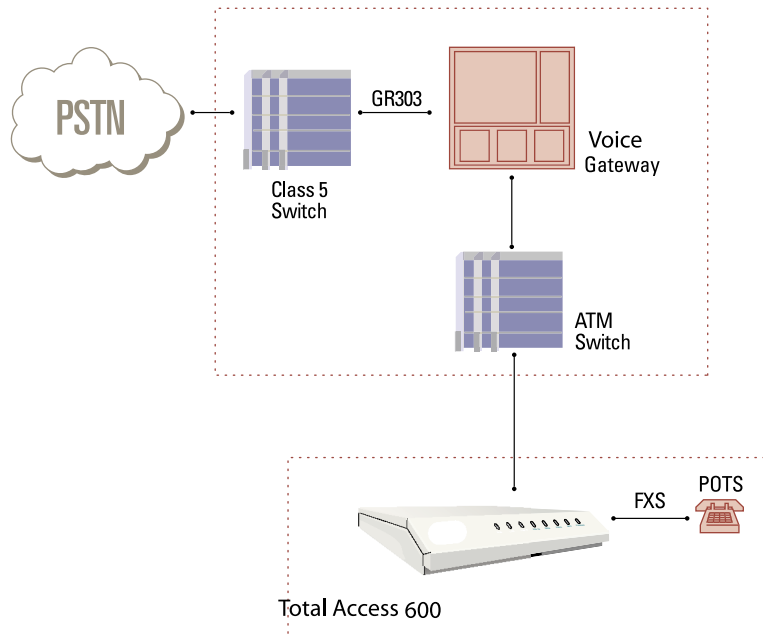 PSTN
GR303
Class 5
Switch
Voice
Gateway
ATM
Switch
FXS
POTS
Total Access 600